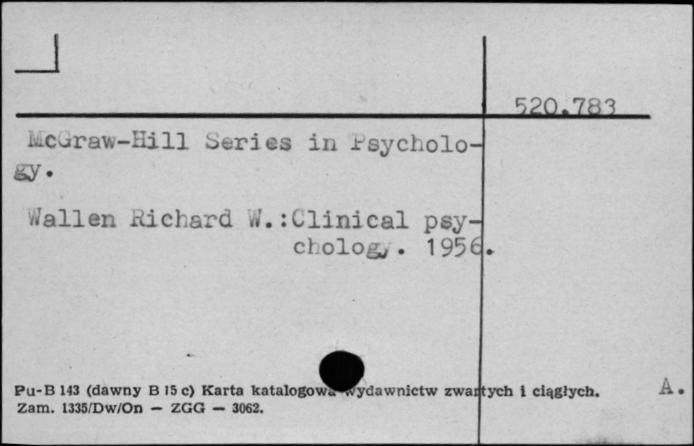 520.783
McGraw-Hill Series in Psycholo-
gy.
Wallen Richard W.:Clinical psy-
chology. 1956.
Pu-B 143 (dawny B 15 c) Karta katalogowa wydawnictw zwartych i ciągłych.
A.
Zam. 1335/Dw/On — ZGG — 3062.